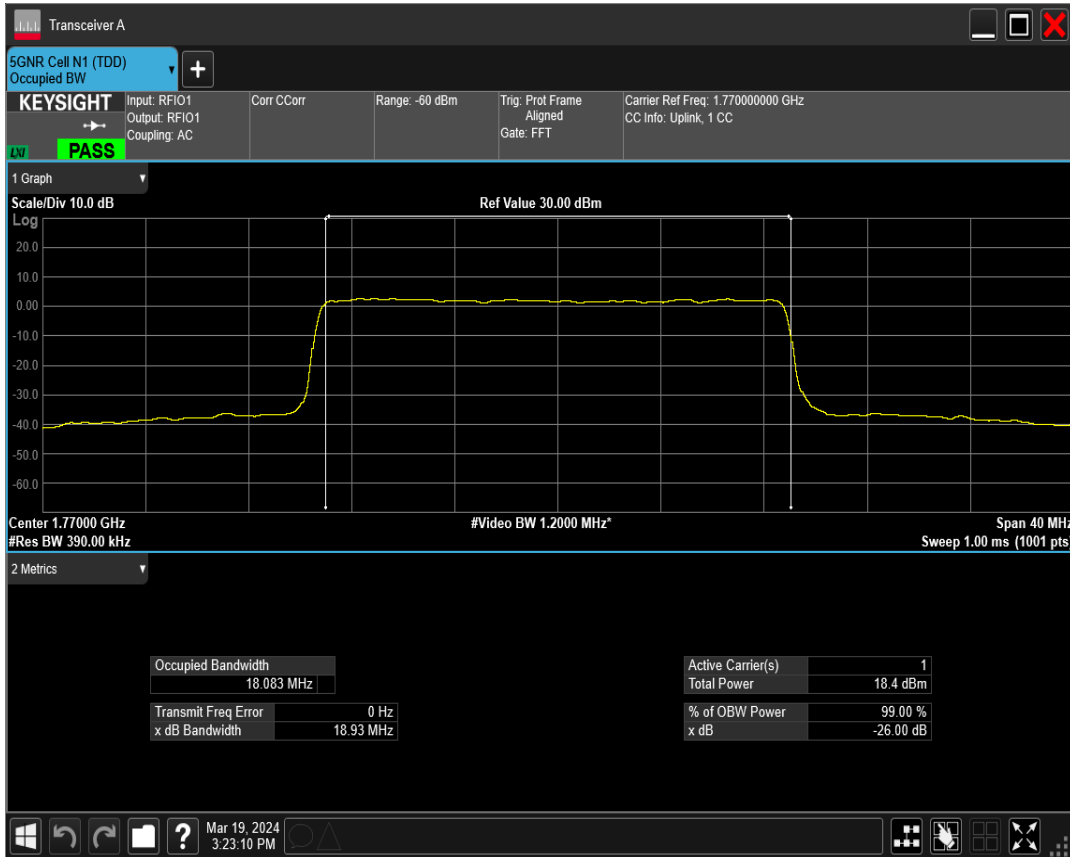 Transceiver A
5GNR Cell N1 (TDD)
Occupied BW
+
KEYSIGHT
LXI
PASS
Input: RFIO1
Output: RFIO1
Coupling: AC
Corr CCorr
Range: -60 dBm
Trig: Prot Frame
Aligned
Gate: FFT
Carrier Ref Freq: 1.770000000 GHz
CC Info: Uplink, 1 CC
1 Graph
Scale/Div 10.0 dB
Ref Value 30.00 dBm
Log
20.0
10.0
0.00
-10.0
-20.0
-30.0
-40.0
-50.0
-60.0
Center 1.77000 GHz
#Video BW 1.2000 MHz*
Span 40 MHz
#Res BW 390.00 kHz
Sweep 1.00 ms (1001 pts)
2 Metrics
Occupied Bandwidth
18.083 MHz
Transmit Freq Error 0 Hz
x dB Bandwidth 18.93 MHz
Active Carrier(s) 1
Total Power 18.4 dBm
% of OBW Power 99.00 %
x dB -26.00 dB
?
Mar 19, 2024
3:23:10 PM